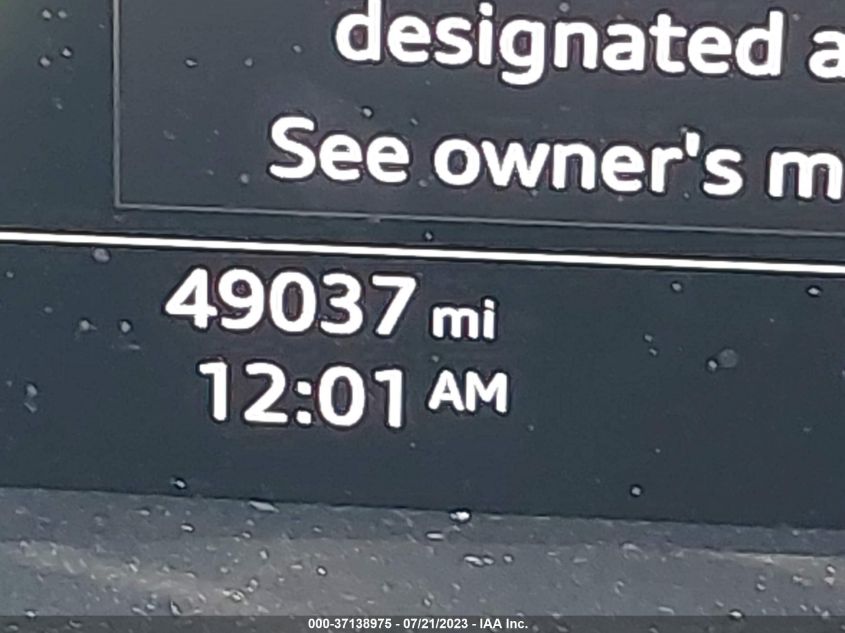 designated a
See owner's m
49037 mi
12:01 AM
000-37138975 - 07/21/2023 - IAA Inc.